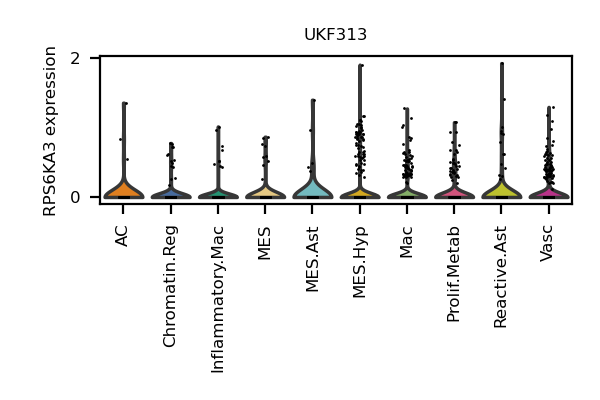 UKF313
RPS6KA3 expression
2
0
AC
Chromatin.Reg
Inflammatory.Mac
MES
MES.Ast
MES.Hyp
Mac
Prolif.Metab
Reactive.Ast
Vasc